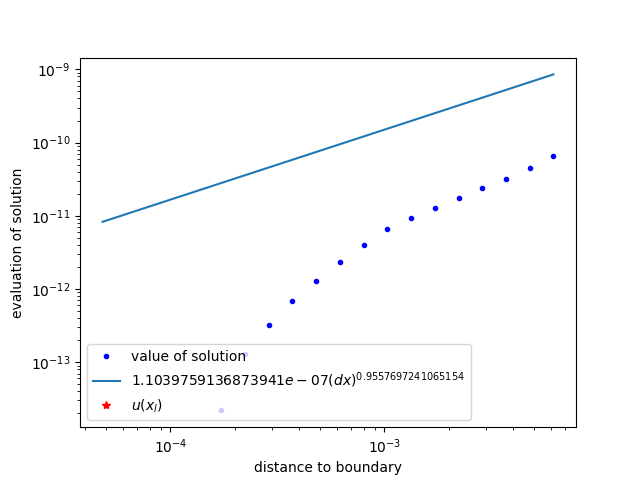 10⁻⁹
10⁻¹⁰
10⁻¹¹
10⁻¹²
10⁻¹³
evaluation of solution
value of solution
1.1039759136873941e − 07(dx)^0.9557697241065154
u(x_l)
10⁻⁴ 10⁻³
distance to boundary